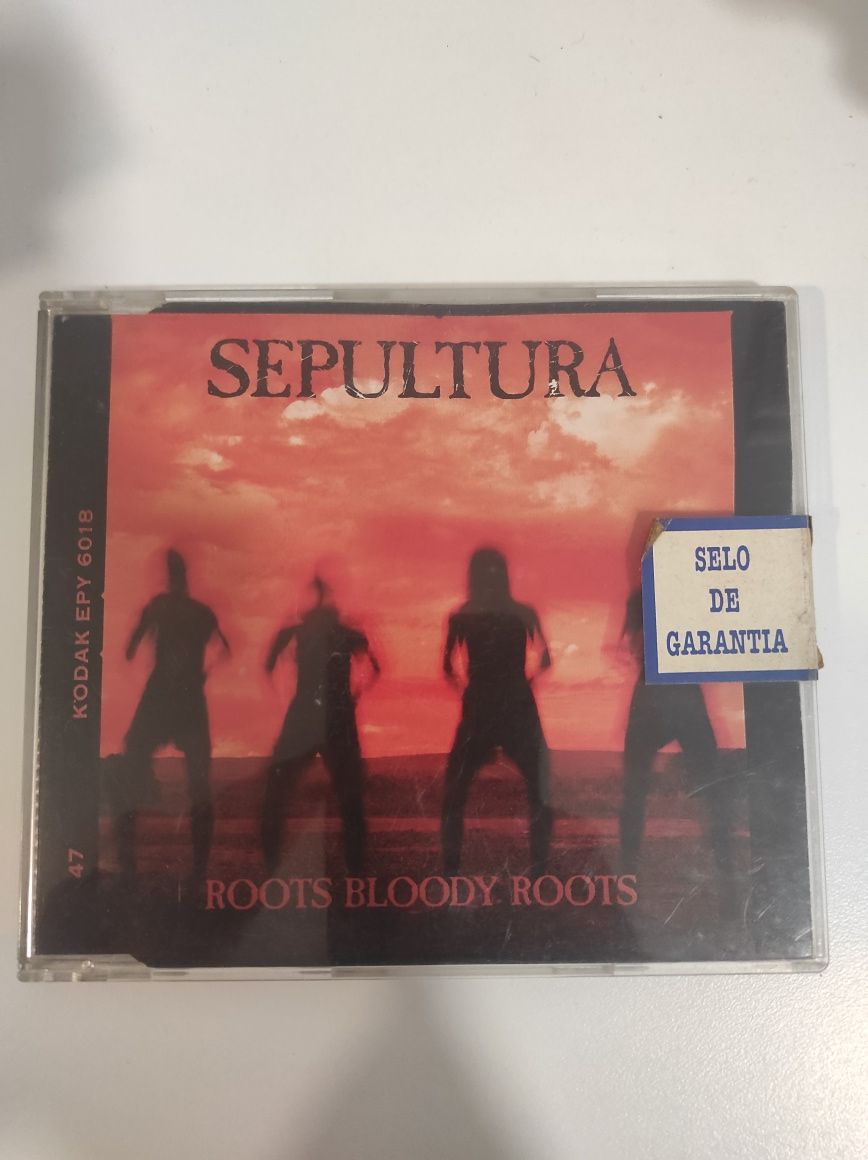 SEPULTURA
KODAK EPY 6018
SELO
DE
GARANTIA
47
ROOTS BLOODY ROOTS